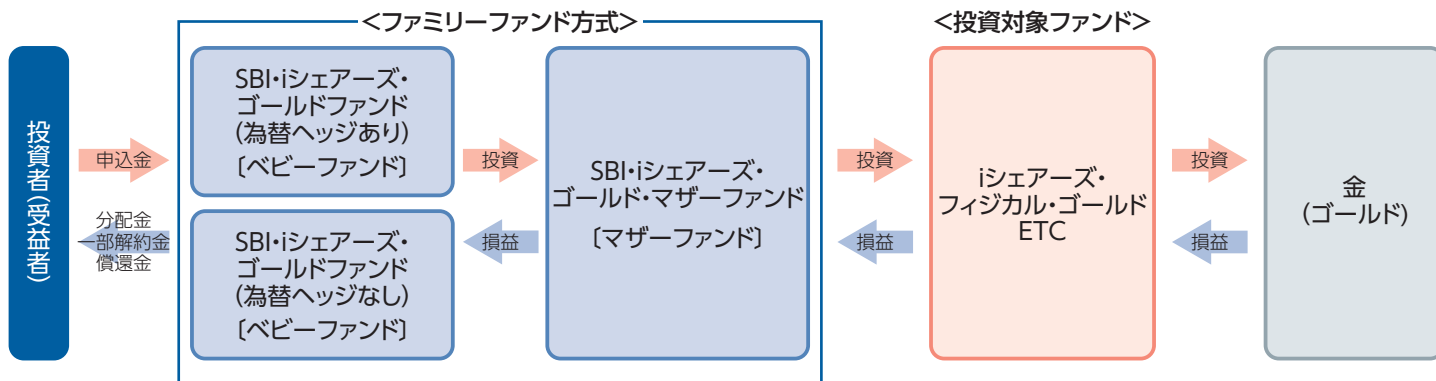 <ファミリーファンド方式>
<投資対象ファンド>
投資者(受益者)
申込金
分配金
一部解約金
償還金
SBI・iシェアーズ・
ゴールドファンド
(為替ヘッジあり)
〔ベビーファンド〕
SBI・iシェアーズ・
ゴールドファンド
(為替ヘッジなし)
〔ベビーファンド〕
投資
損益
SBI・iシェアーズ・
ゴールド・マザーファンド
〔マザーファンド〕
投資
損益
iシェアーズ・
フィジカル・ゴールド
ETC
投資
損益
金
(ゴールド)